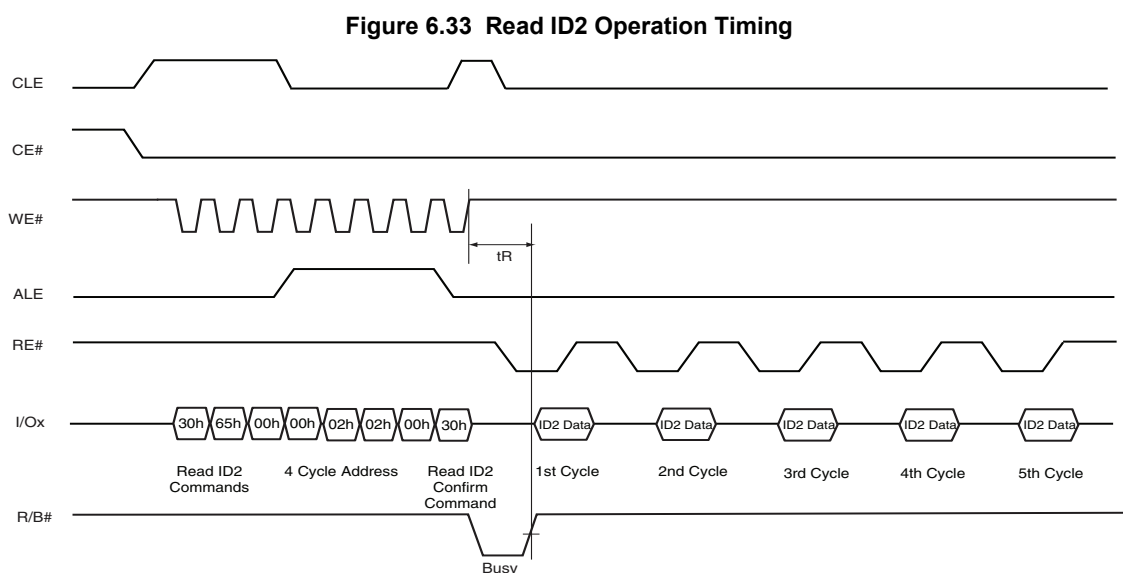 Figure 6.33 Read ID2 Operation Timing
CLE
CE#
WE#
tR
ALE
RE#
I/Ox
30h 65h 00h 00h 02h 02h 00h 30h ID2 Data ID2 Data ID2 Data ID2 Data ID2 Data
Read ID2 Commands
4 Cycle Address
Read ID2 Confirm Command
1st Cycle
2nd Cycle
3rd Cycle
4th Cycle
5th Cycle
R/B#
Busy